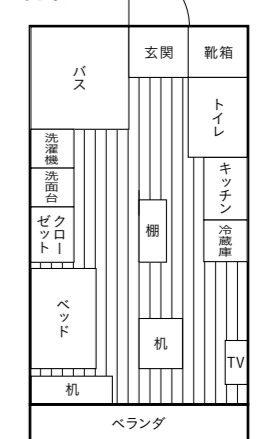 玄関
靴箱
バス
トイレ
洗濯機
洗面台
キッチン
クロー
ゼット
棚
冷蔵庫
ベッド
机
TV
机
ベランダ